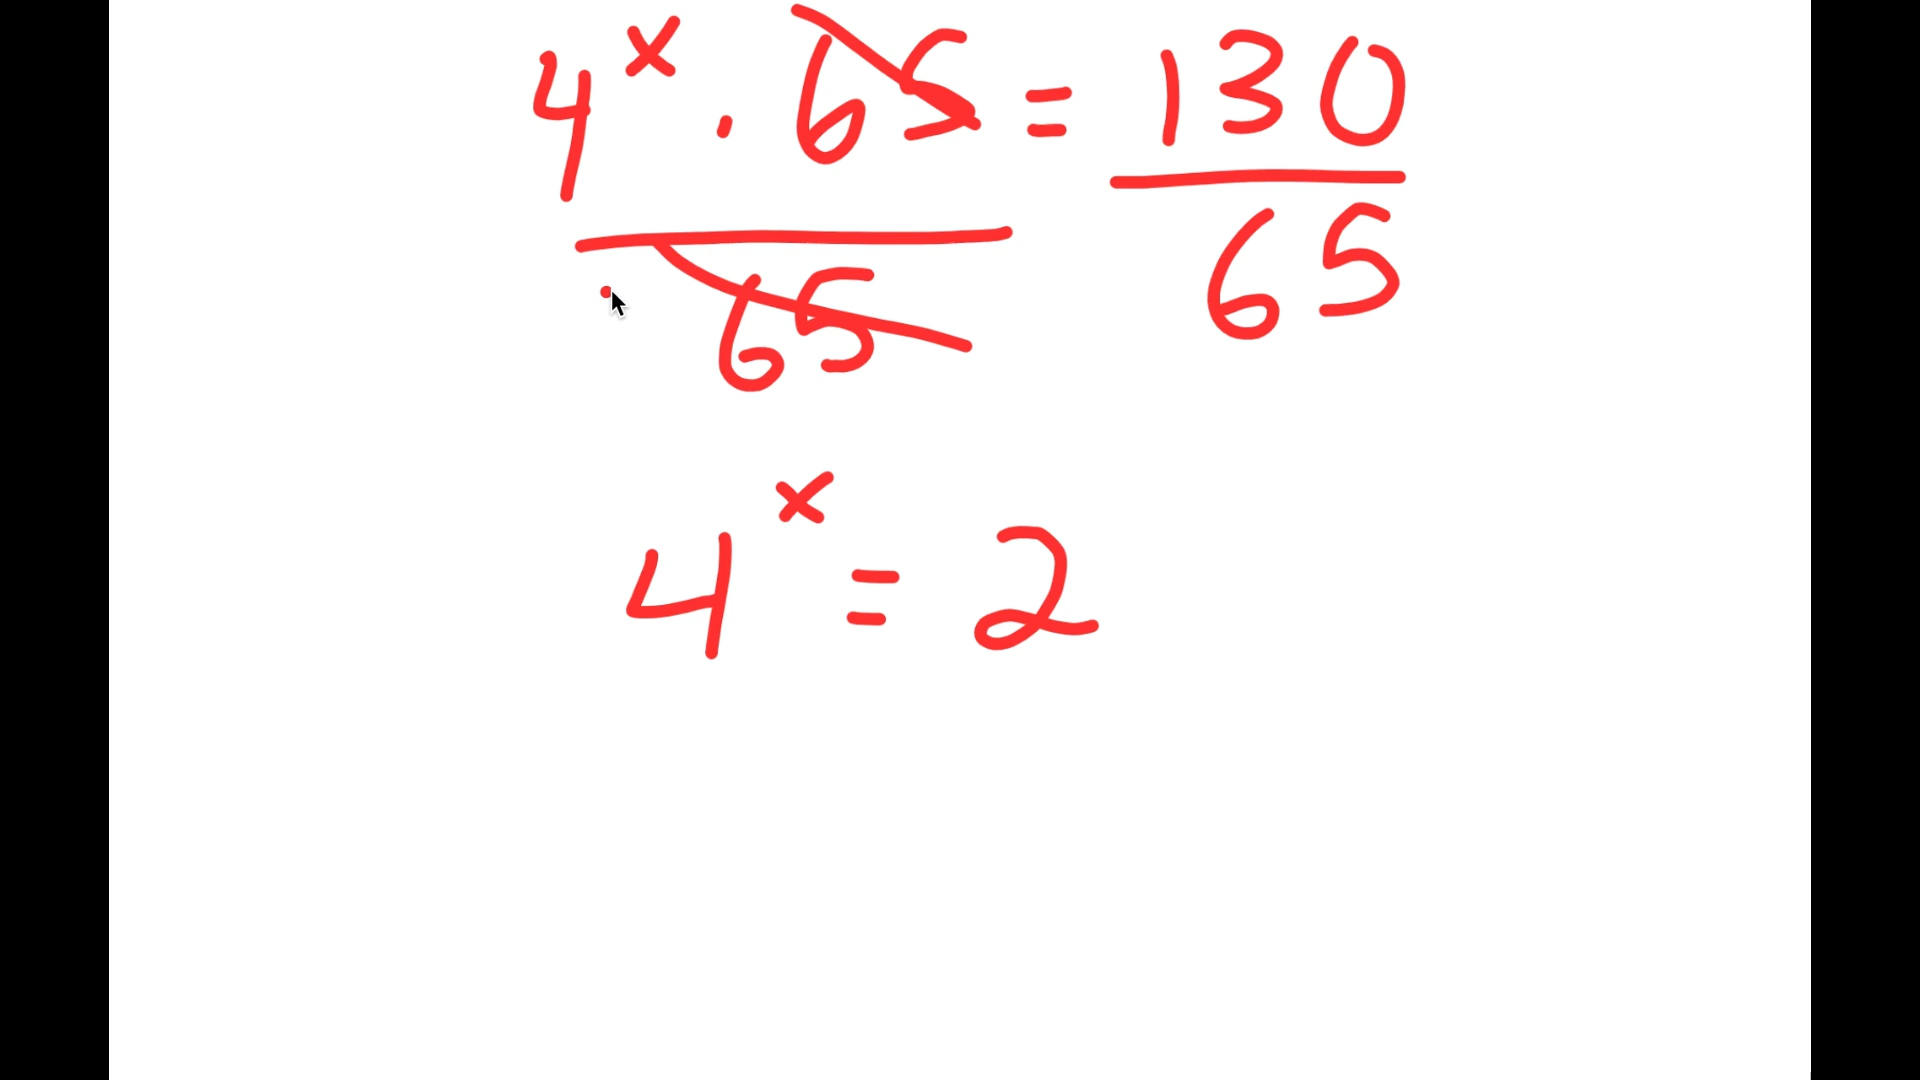 4^x . 65 = 130
65 65
4^x = 2